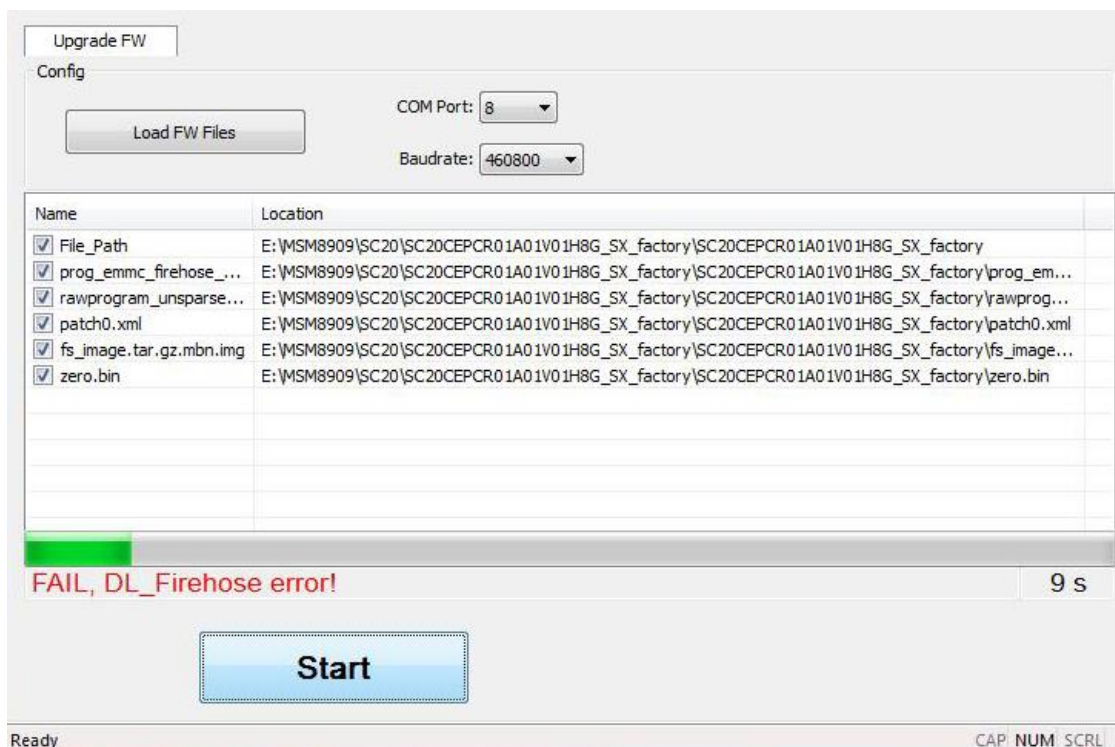 Upgrade FW
Config
Load FW Files
COM Port: 8
Baudrate: 460800
Name Location
File_Path E:\MSM8909\SC20\SC20CEPCR01A01V01H8G_SX_factory\SC20CEPCR01A01V01H8G_SX_factory
prog_emmc_firehose_... E:\MSM8909\SC20\SC20CEPCR01A01V01H8G_SX_factory\SC20CEPCR01A01V01H8G_SX_factory\prog_em...
rawprogram_unsparse... E:\MSM8909\SC20\SC20CEPCR01A01V01H8G_SX_factory\SC20CEPCR01A01V01H8G_SX_factory\rawprog...
patch0.xml E:\MSM8909\SC20\SC20CEPCR01A01V01H8G_SX_factory\SC20CEPCR01A01V01H8G_SX_factory\patch0.xml
fs_image.tar.gz.mbn.img E:\MSM8909\SC20\SC20CEPCR01A01V01H8G_SX_factory\SC20CEPCR01A01V01H8G_SX_factory\fs_image...
zero.bin E:\MSM8909\SC20\SC20CEPCR01A01V01H8G_SX_factory\SC20CEPCR01A01V01H8G_SX_factory\zero.bin
FAIL, DL_Firehose error! 9 s
Start
Ready CAP NUM SCRL